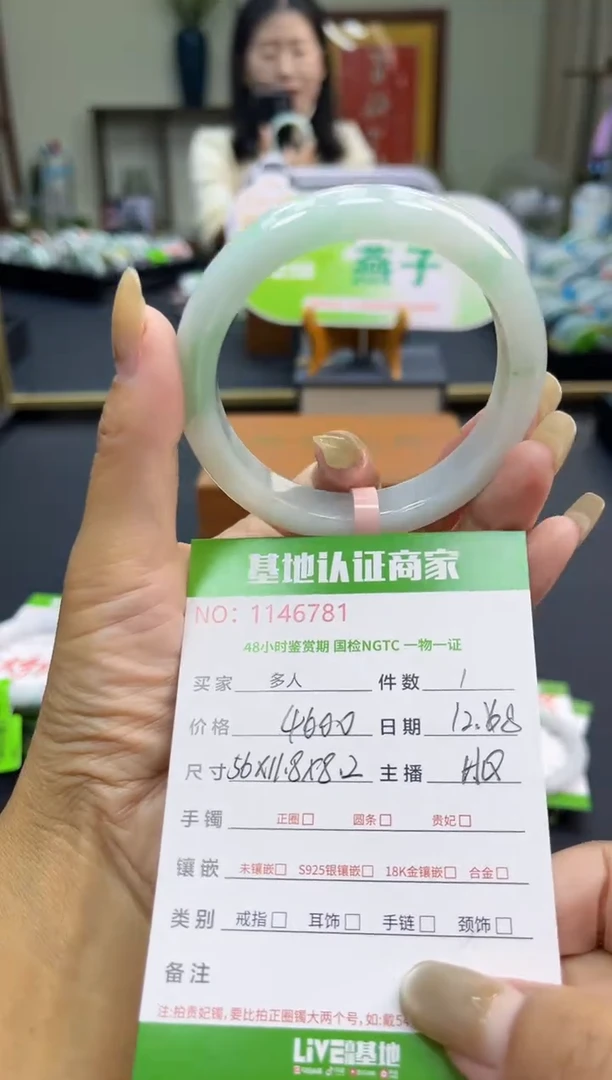 燕子
基地认证商家
NO：1146781
48小时鉴赏期 国检NGTC 一物一证
买家 多人 件数 1
价格 4600 日期
尺寸 56X11.8X8.2 主播 HQ
手镯 正圈□ 圆条□ 贵妃□
镶嵌 未镶嵌□ S925银镶嵌□ 18K金镶嵌□ 合金□
类别 戒指□ 耳饰□ 手链□ 颈饰□
备注
注:拍贵妃镯,要比拍正圈镯大两个号,如:戴5
LIVE 基地